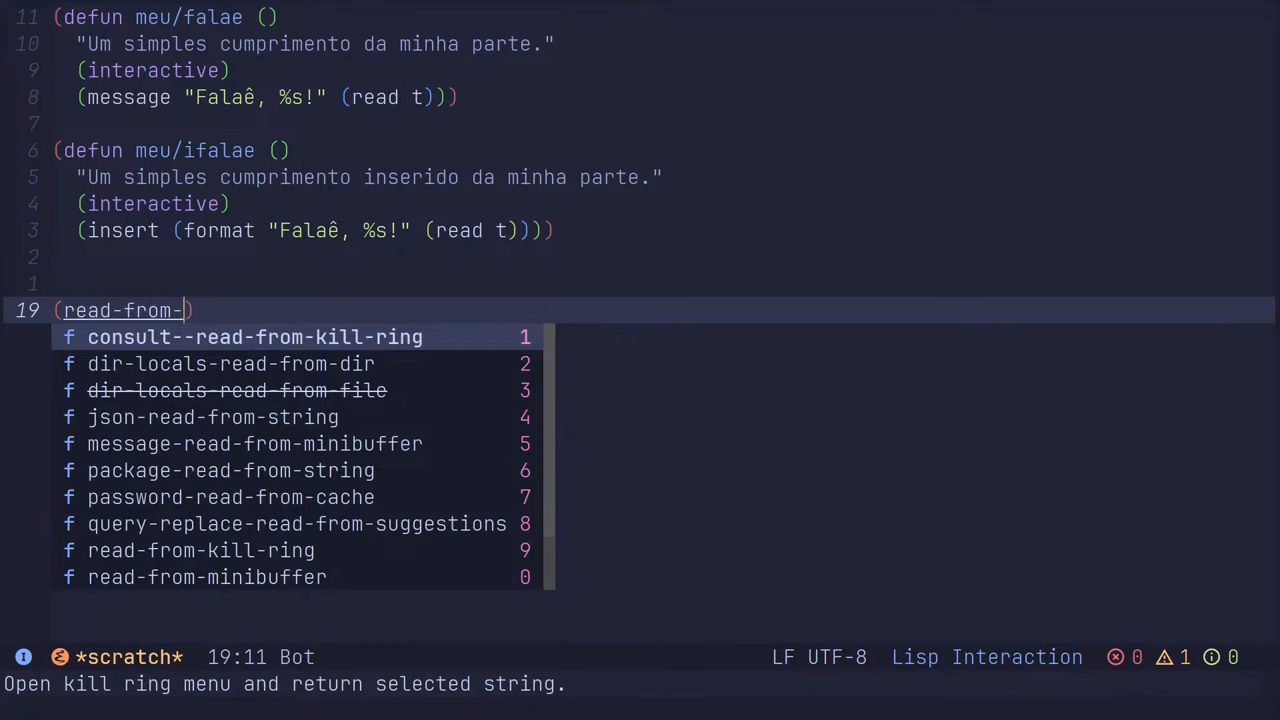 11 (defun meu/falae ()
10 "Um simples cumprimento da minha parte."
9 (interactive)
8 (message "Falaê, %s!" (read t)))
7
6 (defun meu/ifalae ()
5 "Um simples cumprimento inserido da minha parte."
4 (interactive)
3 (insert (format "Falaê, %s!" (read t))))
2
1
19 (read-from-)
f consult--read-from-kill-ring 1
f dir-locals-read-from-dir 2
f dir-locals-read-from-file 3
f json-read-from-string 4
f message-read-from-minibuffer 5
f package-read-from-string 6
f password-read-from-cache 7
f query-replace-read-from-suggestions 8
f read-from-kill-ring 9
f read-from-minibuffer 0
I *scratch* 19:11 Bot LF UTF-8 Lisp Interaction 0 1 0
Open kill ring menu and return selected string.